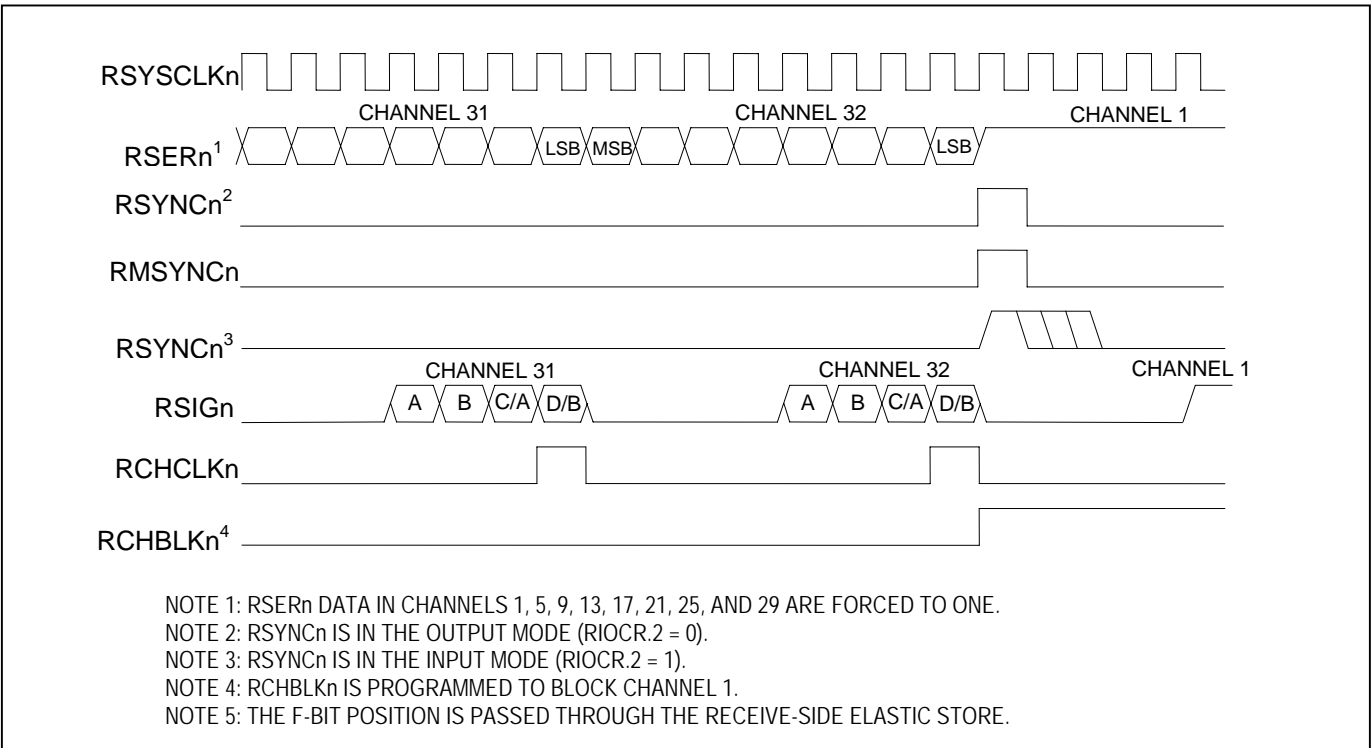 RSYSCLKn
CHANNEL 31 CHANNEL 32 CHANNEL 1
RSERn¹ LSB MSB LSB
RSYNCn²
RMSYNCn
RSYNCn³
CHANNEL 31 CHANNEL 32 CHANNEL 1
RSIGn A B C/A D/B A B C/A D/B
RCHCLKn
RCHBLKn⁴
NOTE 1: RSERn DATA IN CHANNELS 1, 5, 9, 13, 17, 21, 25, AND 29 ARE FORCED TO ONE.
NOTE 2: RSYNCn IS IN THE OUTPUT MODE (RIOCR.2 = 0).
NOTE 3: RSYNCn IS IN THE INPUT MODE (RIOCR.2 = 1).
NOTE 4: RCHBLKn IS PROGRAMMED TO BLOCK CHANNEL 1.
NOTE 5: THE F-BIT POSITION IS PASSED THROUGH THE RECEIVE-SIDE ELASTIC STORE.